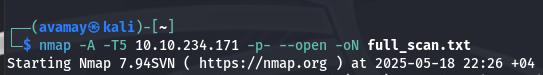 ┌──(avamay㉿kali)-[~]
└─$ nmap -A -T5 10.10.234.171 -p- --open -oN full_scan.txt
Starting Nmap 7.94SVN ( https://nmap.org ) at 2025-05-18 22:26 +04